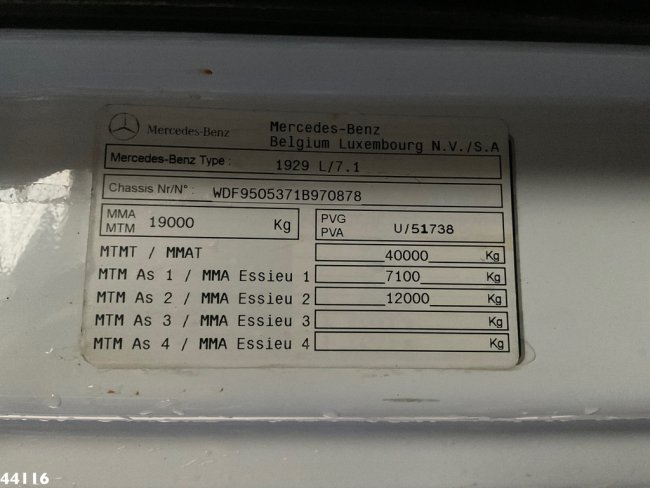 Mercedes-Benz
Mercedes-Benz
Belgium Luxembourg N.V./S.A
Mercedes-Benz Type : 1929 L/7.1
Chassis Nr/N° : WDF9505371B970878
MMA
MTM 19000 Kg
PVG
PVA U/51738
MTMT / MMAT 40000 Kg
MTM As 1 / MMA Essieu 1 7100 Kg
MTM As 2 / MMA Essieu 2 12000 Kg
MTM As 3 / MMA Essieu 3 Kg
MTM As 4 / MMA Essieu 4 Kg
44116